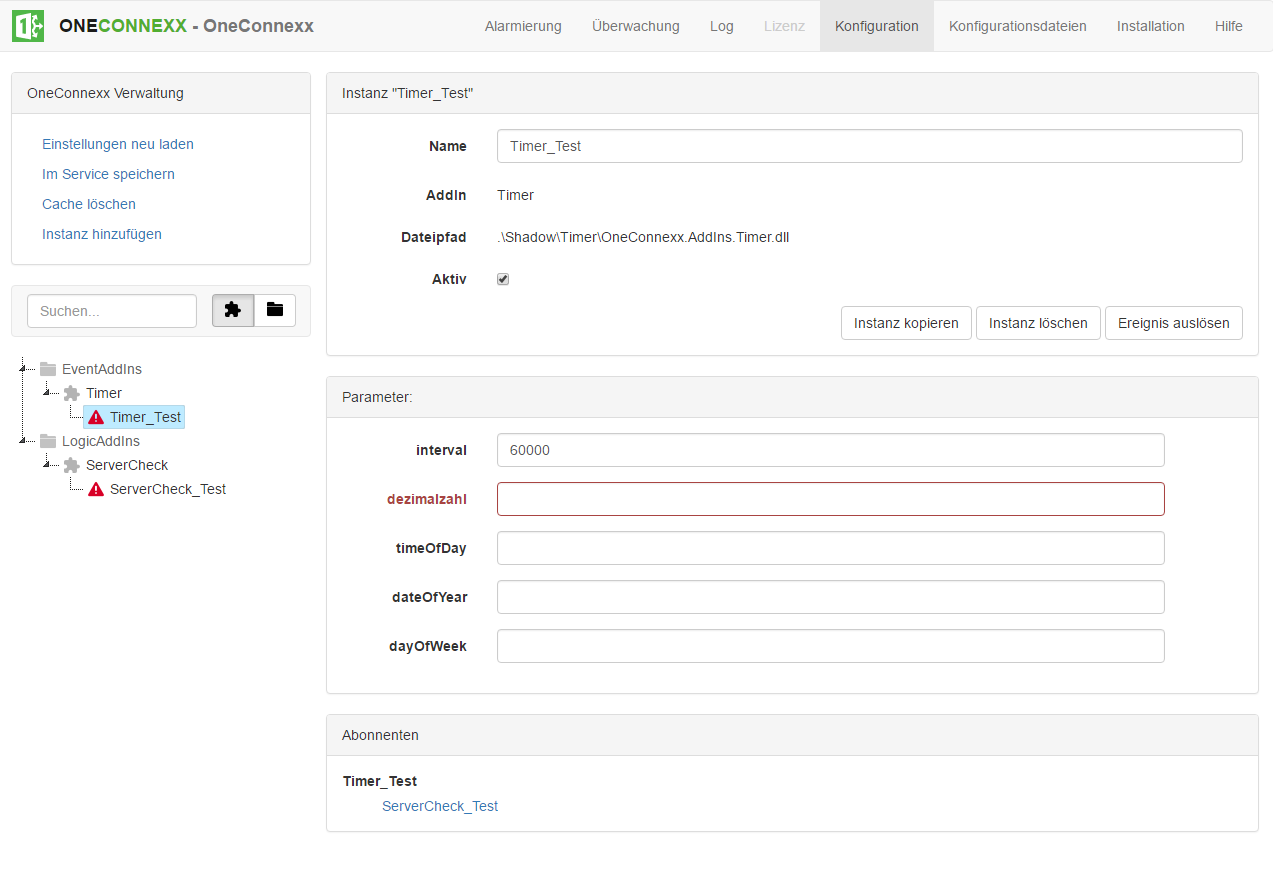 ONECONNEXX - OneConnexx
Alarmierung Überwachung Log Lizenz Konfiguration Konfigurationsdateien Installation Hilfe
OneConnexx Verwaltung
Einstellungen neu laden
Im Service speichern
Cache löschen
Instanz hinzufügen
Suchen...
EventAddIns
Timer
Timer_Test
LogicAddIns
ServerCheck
ServerCheck_Test
Instanz "Timer_Test"
Name Timer_Test
AddIn Timer
Dateipfad .\Shadow\Timer\OneConnexx.AddIns.Timer.dll
Aktiv
Instanz kopieren Instanz löschen Ereignis auslösen
Parameter:
interval 60000
dezimalzahl
timeOfDay
dateOfYear
dayOfWeek
Abonnenten
Timer_Test
ServerCheck_Test